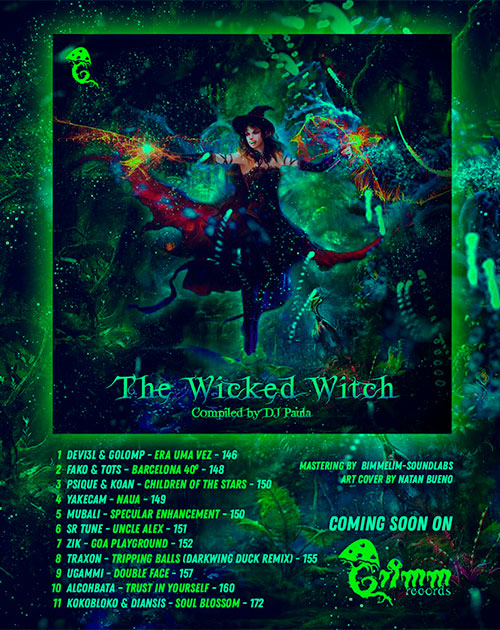 The Wicked Witch
Compiled by DJ Paula
1 DEVI3L & GOLOMP - ERA UMA VEZ - 146
2 FAKO & TOTS - BARCELONA 40º - 148
3 PSIQUE & KOAN - CHILDREN OF THE STARS - 150
4 YAKECAM - NAUA - 149
5 MUBALI - SPECULAR ENHANCEMENT - 150
6 SR TUNE - UNCLE ALEX - 151
7 ZIK - GOA PLAYGROUND - 152
8 TRAXON - TRIPPING BALLS (DARKWING DUCK REMIX) - 155
9 UGAMMI - DOUBLE FACE - 157
10 ALCOHBATA - TRUST IN YOURSELF - 160
11 KOKOBLOKO & DIANSIS - SOUL BLOSSOM - 172
MASTERING BY BIMMELIM-SOUNDLABS
ART COVER BY NATAN BUENO
COMING SOON ON
Grimm
records